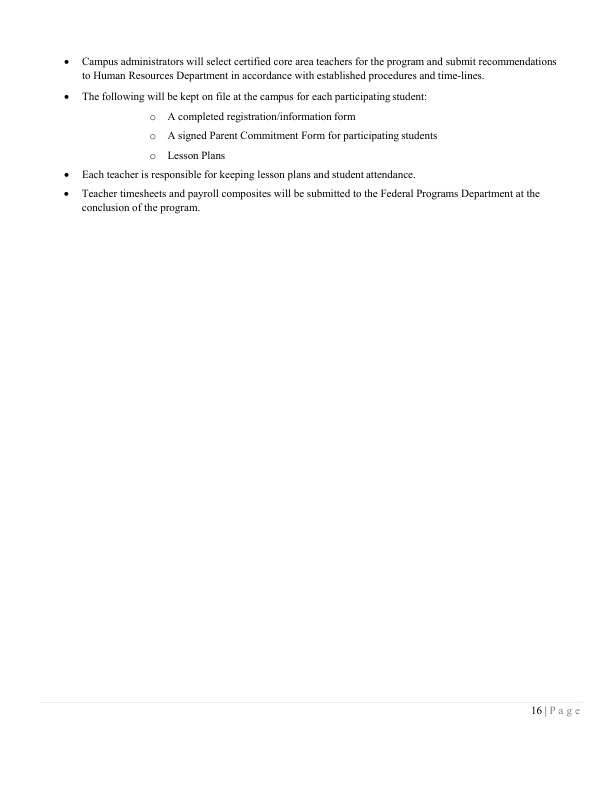 • Campus administrators will select certified core area teachers for the program and submit recommendations
to Human Resources Department in accordance with established procedures and time-lines.
• The following will be kept on file at the campus for each participating student:
o A completed registration/information form
o A signed Parent Commitment Form for participating students
o Lesson Plans
• Each teacher is responsible for keeping lesson plans and student attendance.
• Teacher timesheets and payroll composites will be submitted to the Federal Programs Department at the
conclusion of the program.
16 | P a g e